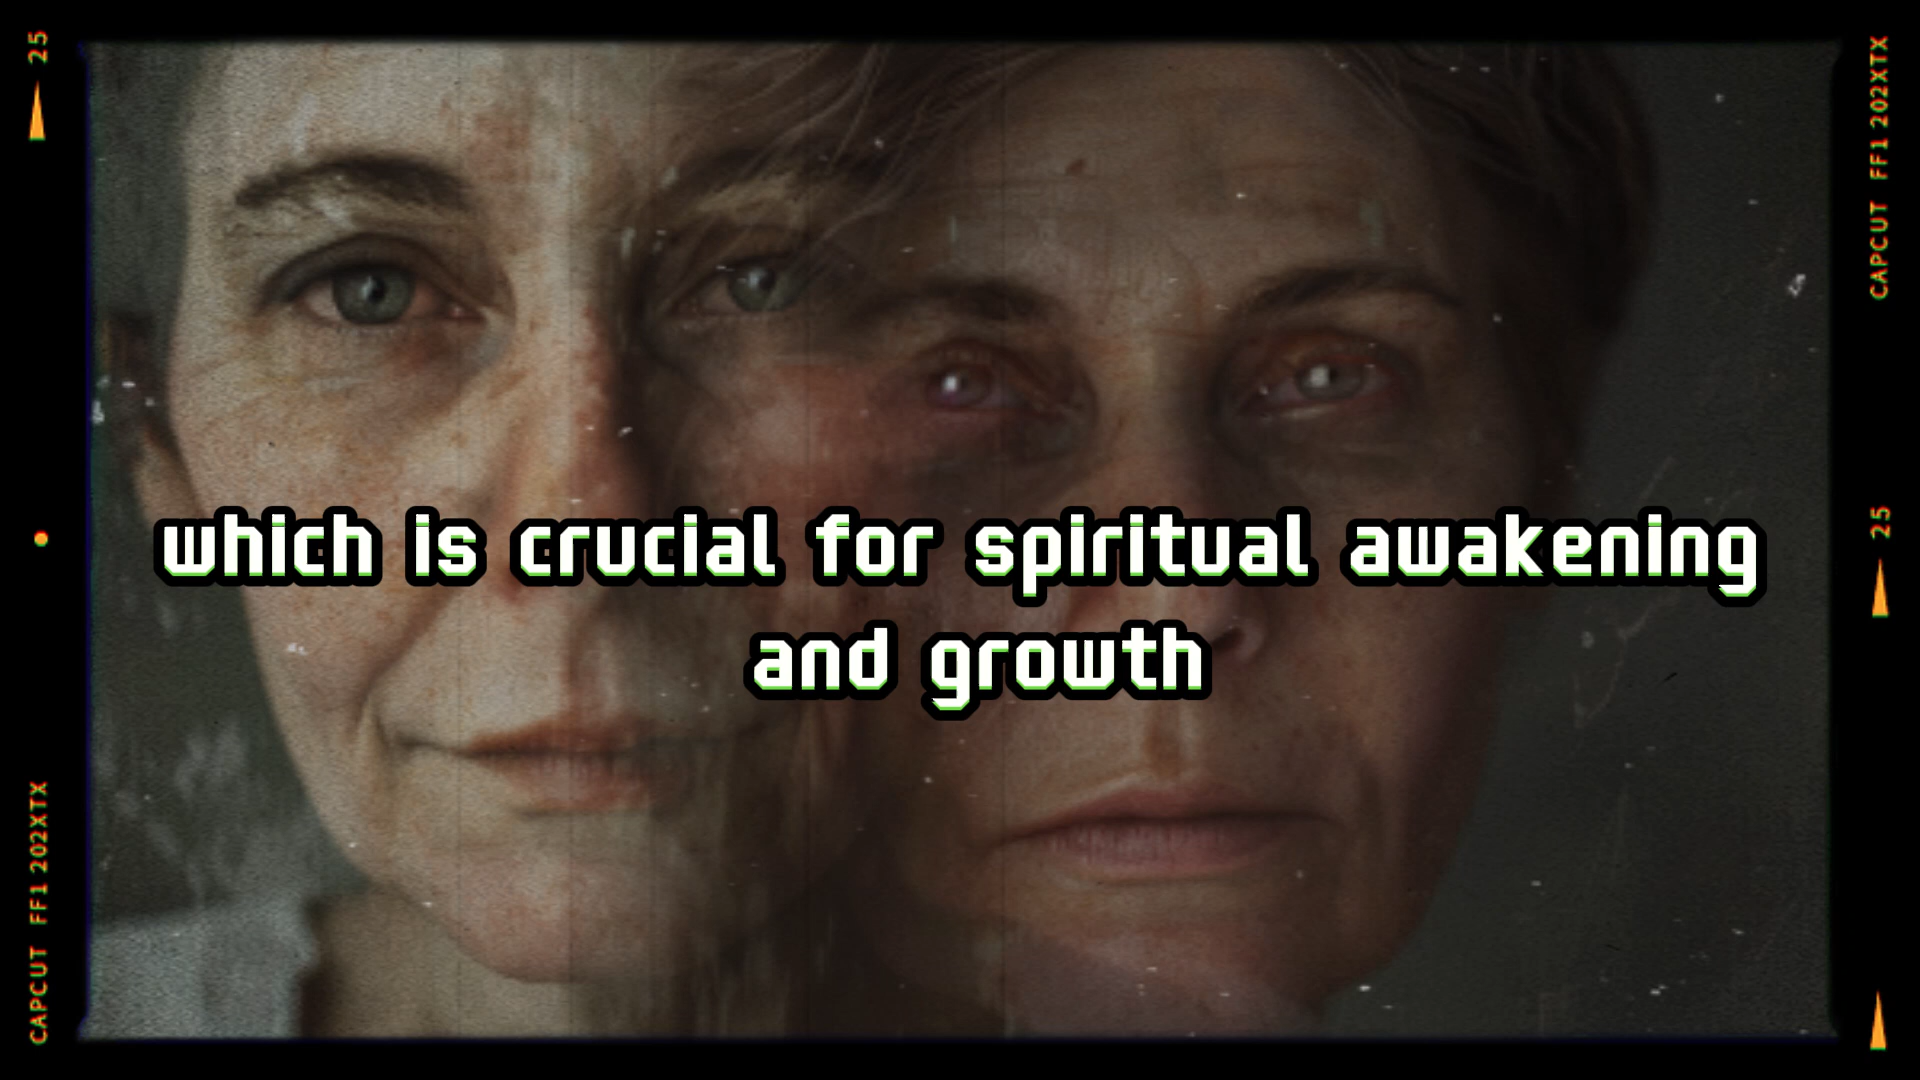 25
CAPCUT FF1 202XTX
which is crucial for spiritual awakening
and growth
25
CAPCUT FF1 202XTX